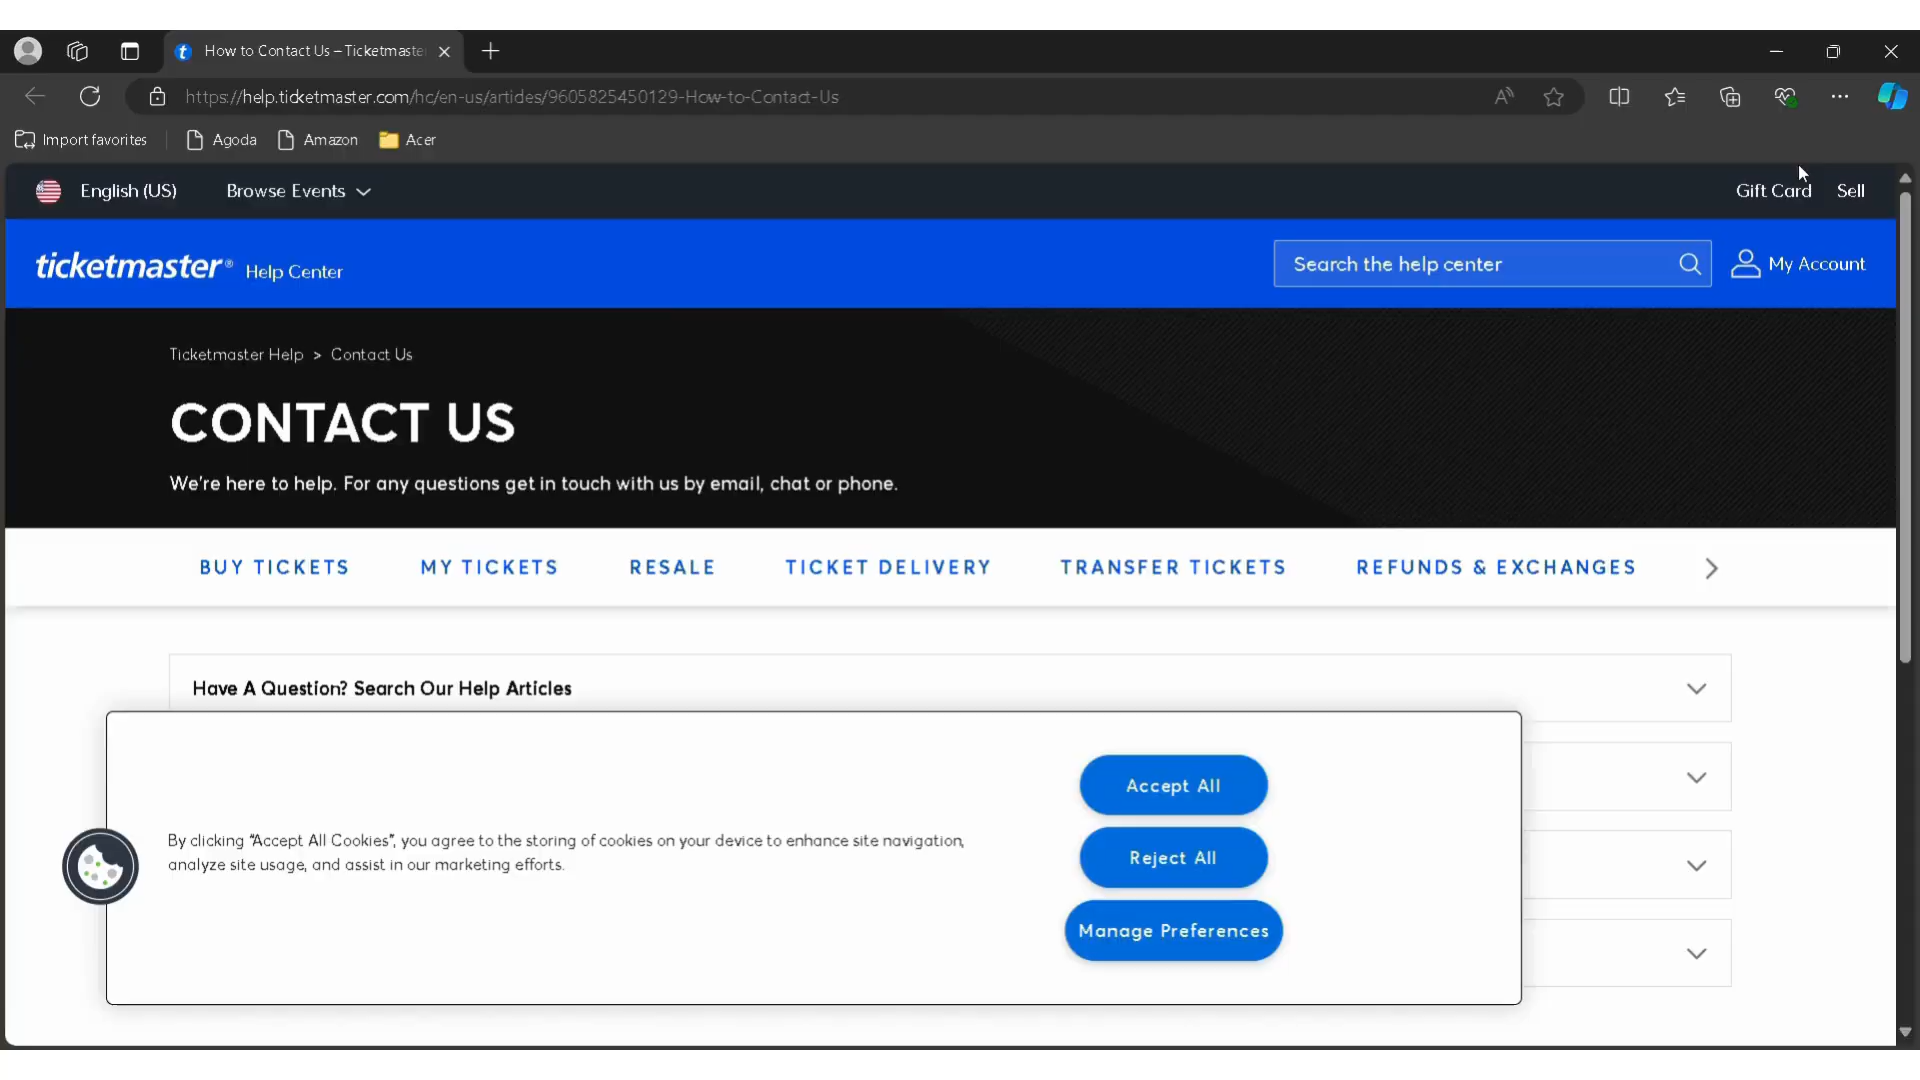 How to Contact Us – Ticketmaste
https://help.ticketmaster.com/hc/en-us/articles/9605825450129-How-to-Contact-Us
Import favorites
Agoda
Amazon
Acer
English (US)
Browse Events
Gift Card
Sell
ticketmaster® Help Center
Search the help center
My Account
Ticketmaster Help > Contact Us
CONTACT US
We're here to help. For any questions get in touch with us by email, chat or phone.
BUY TICKETS
MY TICKETS
RESALE
TICKET DELIVERY
TRANSFER TICKETS
REFUNDS & EXCHANGES
Have A Question? Search Our Help Articles
By clicking “Accept All Cookies”, you agree to the storing of cookies on your device to enhance site navigation,
analyze site usage, and assist in our marketing efforts.
Accept All
Reject All
Manage Preferences